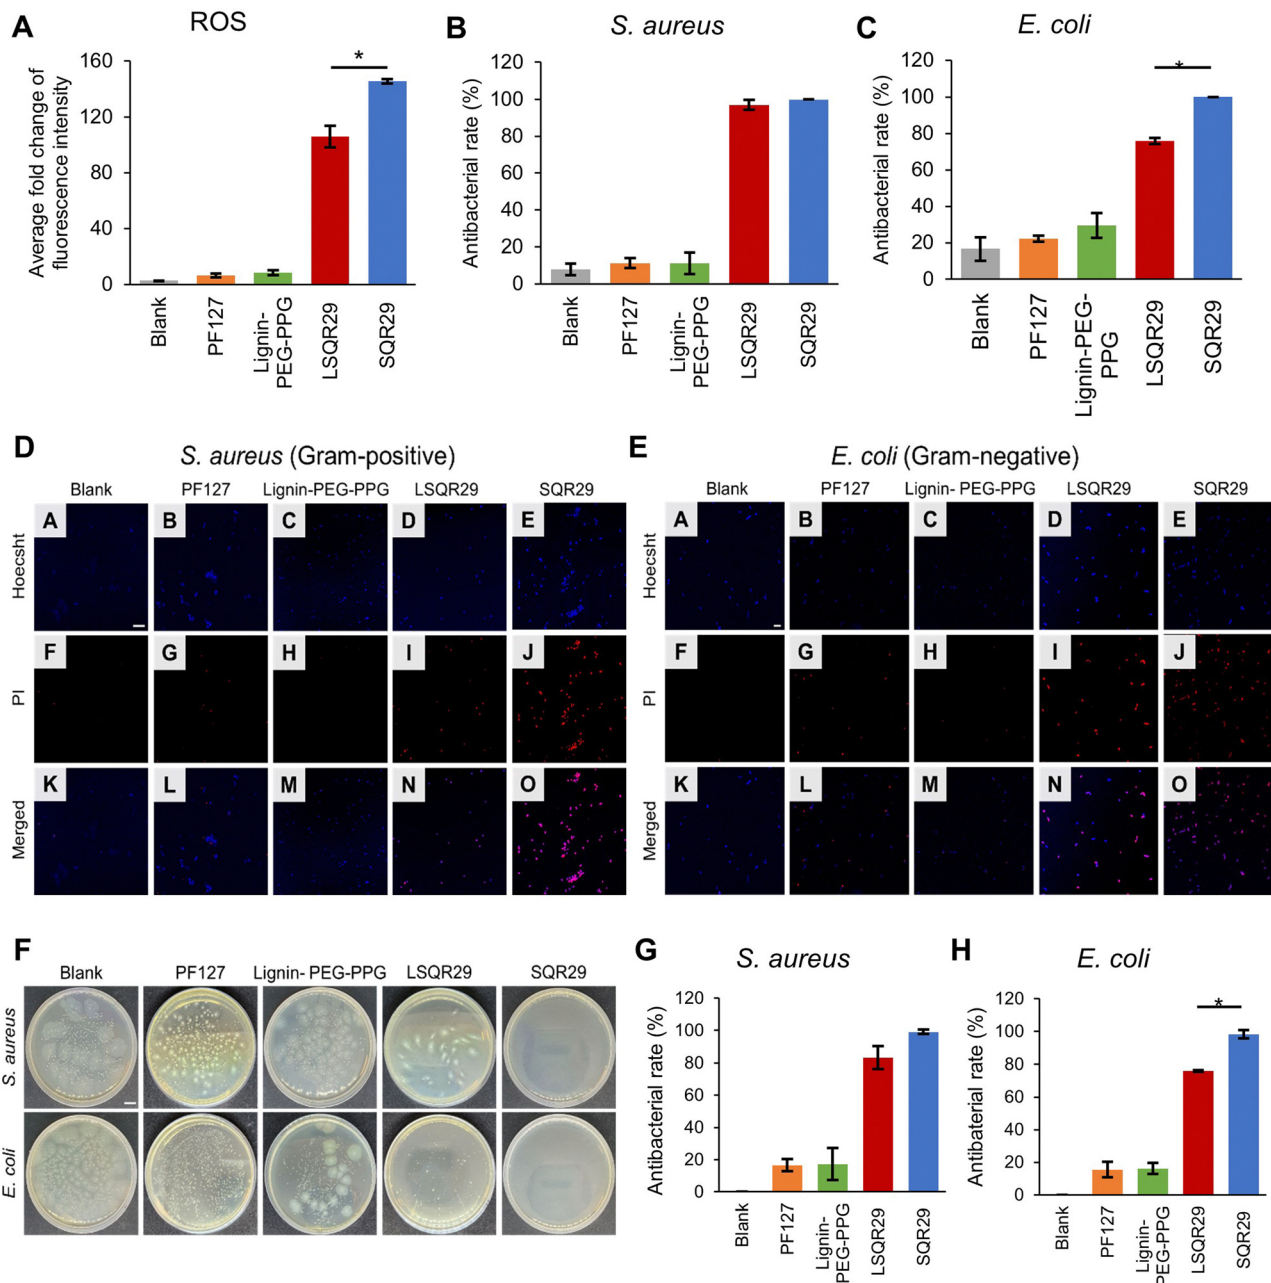 A
ROS
Average fold change of
fluorescence intensity
160
120
80
40
0
*
Blank
PF127
Lignin-
PEG-PPG
LSQR29
SQR29
B
S. aureus
Antibacterial rate (%)
120
100
80
60
40
20
0
Blank
PF127
Lignin-
PEG-PPG
LSQR29
SQR29
C
E. coli
Antibacterial rate (%)
120
100
80
60
40
20
0
*
Blank
PF127
Lignin-PEG-
PPG
LSQR29
SQR29
D
S. aureus (Gram-positive)
Blank PF127 Lignin-PEG-PPG LSQR29 SQR29
Hoecsht
A B C D E
PI
F G H I J
Merged
K L M N O
E
E. coli (Gram-negative)
Blank PF127 Lignin- PEG-PPG LSQR29 SQR29
Hoecsht
A B C D E
PI
F G H I J
Merged
K L M N O
F
Blank PF127 Lignin- PEG-PPG LSQR29 SQR29
S. aureus
E. coli
G
S. aureus
Antibacterial rate (%)
120
100
80
60
40
20
0
Blank
PF127
Lignin-
PEG-PPG
LSQR29
SQR29
H
E. coli
Antibaterial rate (%)
120
100
80
60
40
20
0
*
Blank
PF127
Lignin-
PEG-PPG
LSQR29
SQR29